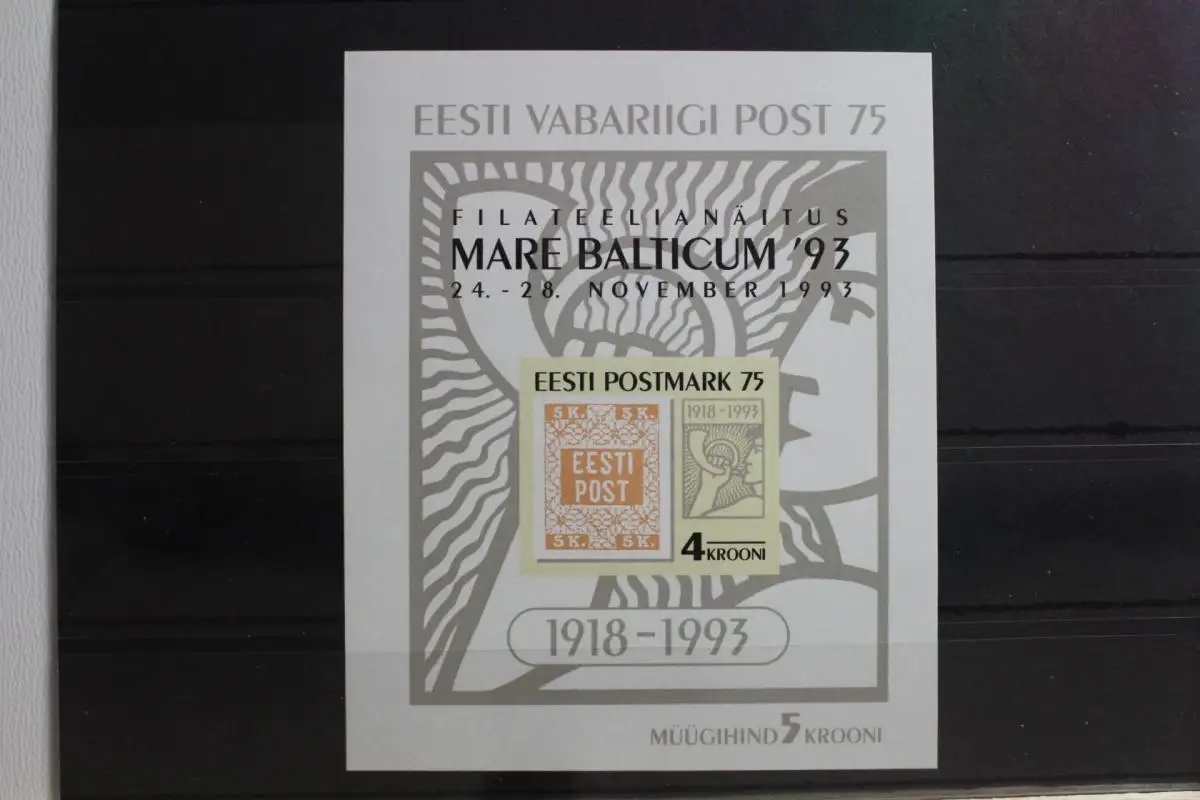 EESTI VABARIIGI POST 75
FILATEELIANÄITUS
MARE BALTICUM '93
24. - 28. NOVEMBER 1993
EESTI POSTMARK 75
5 K. 5 K.
EESTI
POST
5 K. 5 K.
1918 - 1993
4 KROONI
1918 - 1993
MÜÜGIHIND 5 KROONI